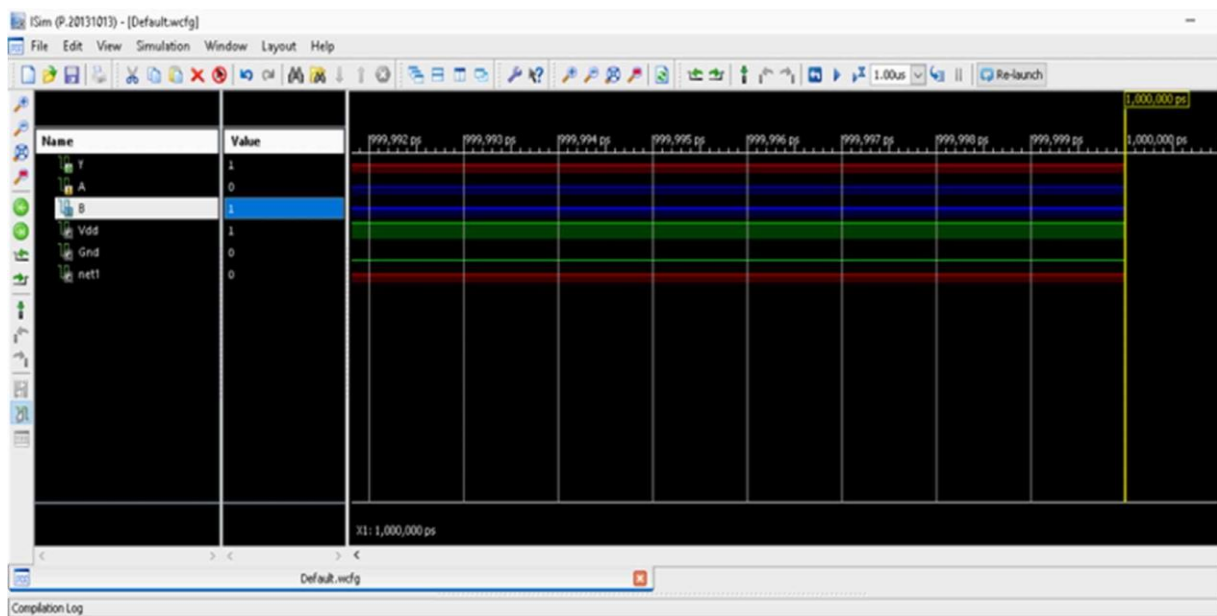 ISim (P.20131013) - [Default.wcfg]
File Edit View Simulation Window Layout Help
1.00us Re-launch
1,000,000 ps
Name Value 999,992 ps 999,993 ps 999,994 ps 999,995 ps 999,996 ps 999,997 ps 999,998 ps 999,999 ps 1,000,000 ps
Y 1
A 0
B 1
Vdd 1
Gnd 0
net1 0
X1: 1,000,000 ps
Default.wcfg
Compilation Log